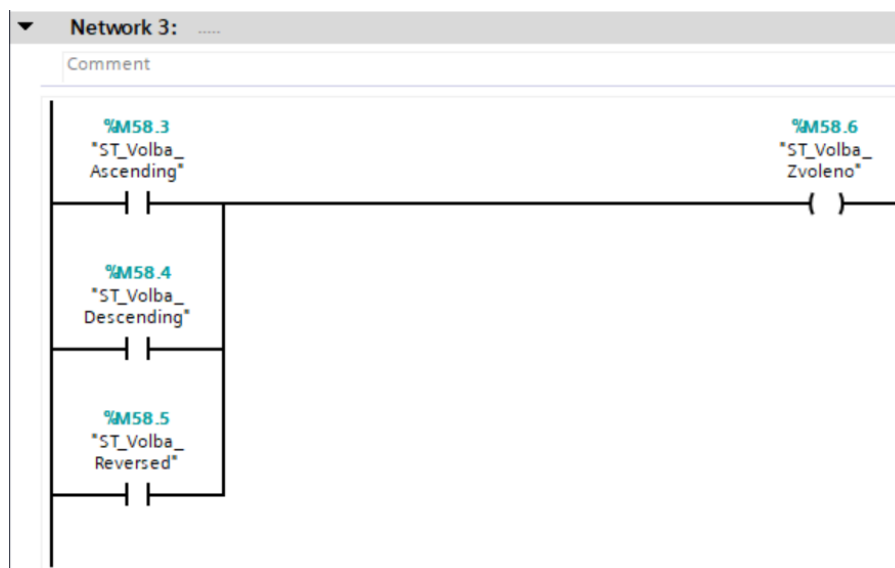 Network 3: .....
Comment
%M58.3
"ST_Volba_
Ascending"
%M58.6
"ST_Volba_
Zvoleno"
%M58.4
"ST_Volba_
Descending"
%M58.5
"ST_Volba_
Reversed"